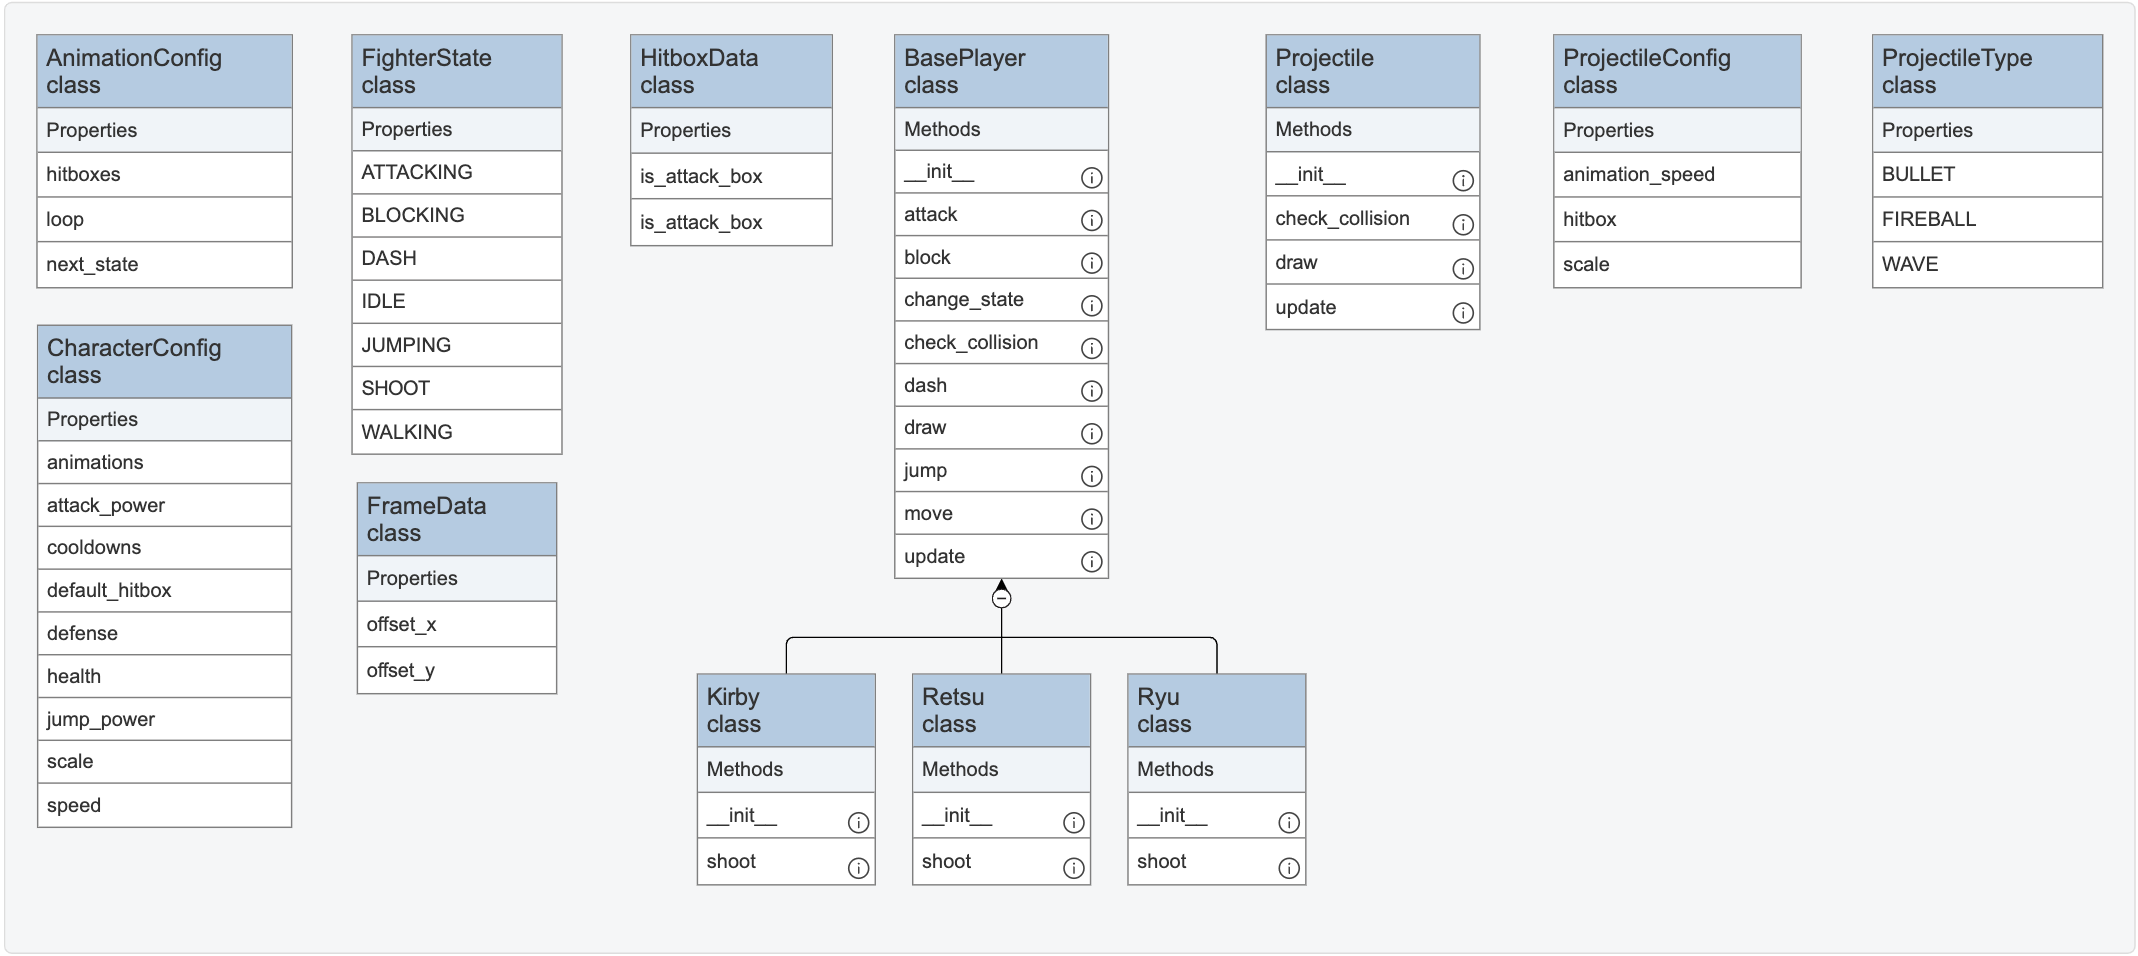 AnimationConfig
class
Properties
hitboxes
loop
next_state
CharacterConfig
class
Properties
animations
attack_power
cooldowns
default_hitbox
defense
health
jump_power
scale
speed
FighterState
class
Properties
ATTACKING
BLOCKING
DASH
IDLE
JUMPING
SHOOT
WALKING
FrameData
class
Properties
offset_x
offset_y
HitboxData
class
Properties
is_attack_box
is_attack_box
BasePlayer
class
Methods
__init__
attack
block
change_state
check_collision
dash
draw
jump
move
update
Kirby
class
Methods
__init__
shoot
Retsu
class
Methods
__init__
shoot
Ryu
class
Methods
__init__
shoot
Projectile
class
Methods
__init__
check_collision
draw
update
ProjectileConfig
class
Properties
animation_speed
hitbox
scale
ProjectileType
class
Properties
BULLET
FIREBALL
WAVE